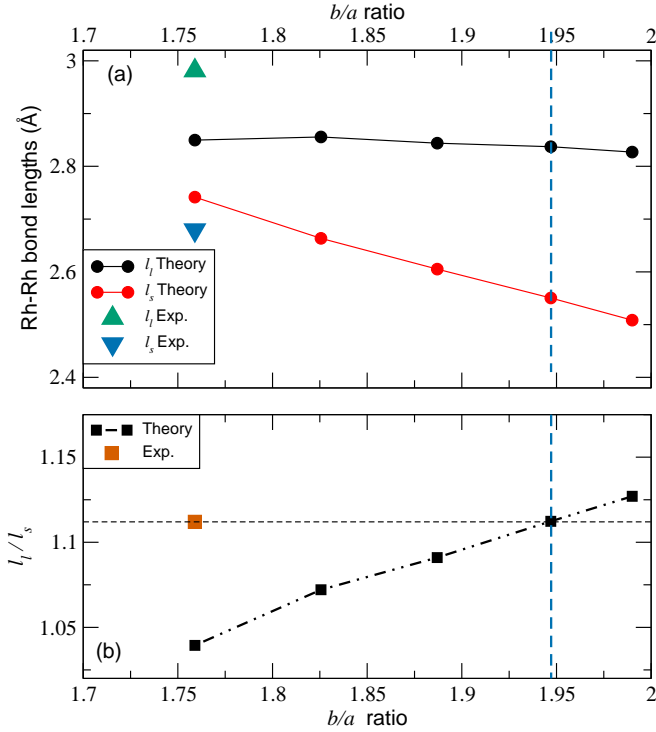 b/a ratio
1.7 1.75 1.8 1.85 1.9 1.95 2
(a)
3
2.8
2.6
2.4
Rh-Rh bond lengths (Å)
l_l Theory
l_s Theory
l_l Exp.
l_s Exp.
Theory
Exp.
1.15
1.1
1.05
l_l / l_s
(b)
1.7 1.75 1.8 1.85 1.9 1.95 2
b/a ratio